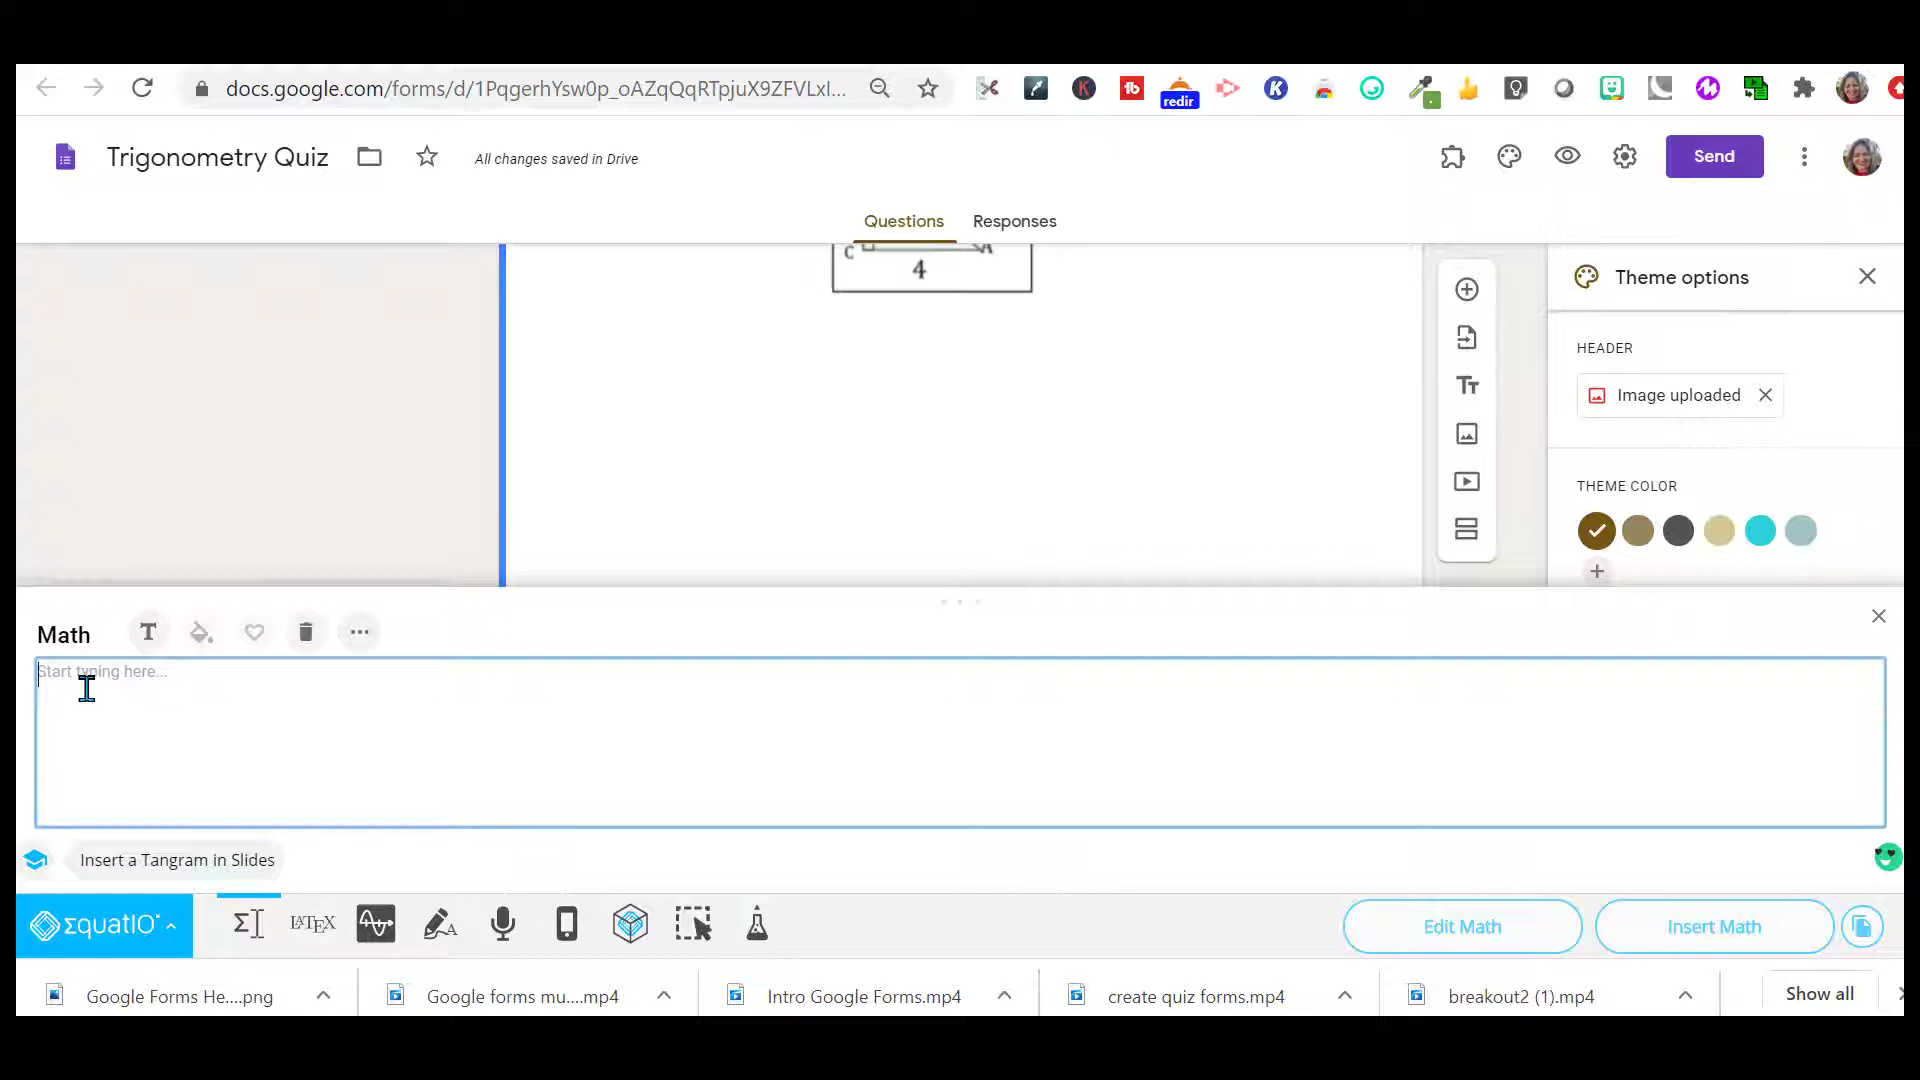 docs.google.com/forms/d/1PqgerhYsw0p_oAZqQqRTpjuX9ZFVLxI...
redir
Trigonometry Quiz
All changes saved in Drive
Send
Questions
Responses
C A
4
Theme options
HEADER
Image uploaded
THEME COLOR
Math
Start typing here...
Insert a Tangram in Slides
ΣquatIO
LATEX
Edit Math
Insert Math
Google Forms He....png
Google forms mu....mp4
Intro Google Forms.mp4
create quiz forms.mp4
breakout2 (1).mp4
Show all